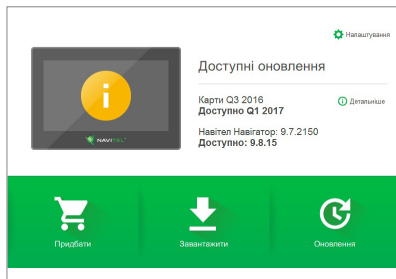 Налаштування
Доступні оновлення
Карти Q3 2016
Доступно Q1 2017
Детальніше
NAVITEL
Навітел Навігатор: 9.7.2150
Доступно: 9.8.15
Придбати
Завантажити
Оновлення